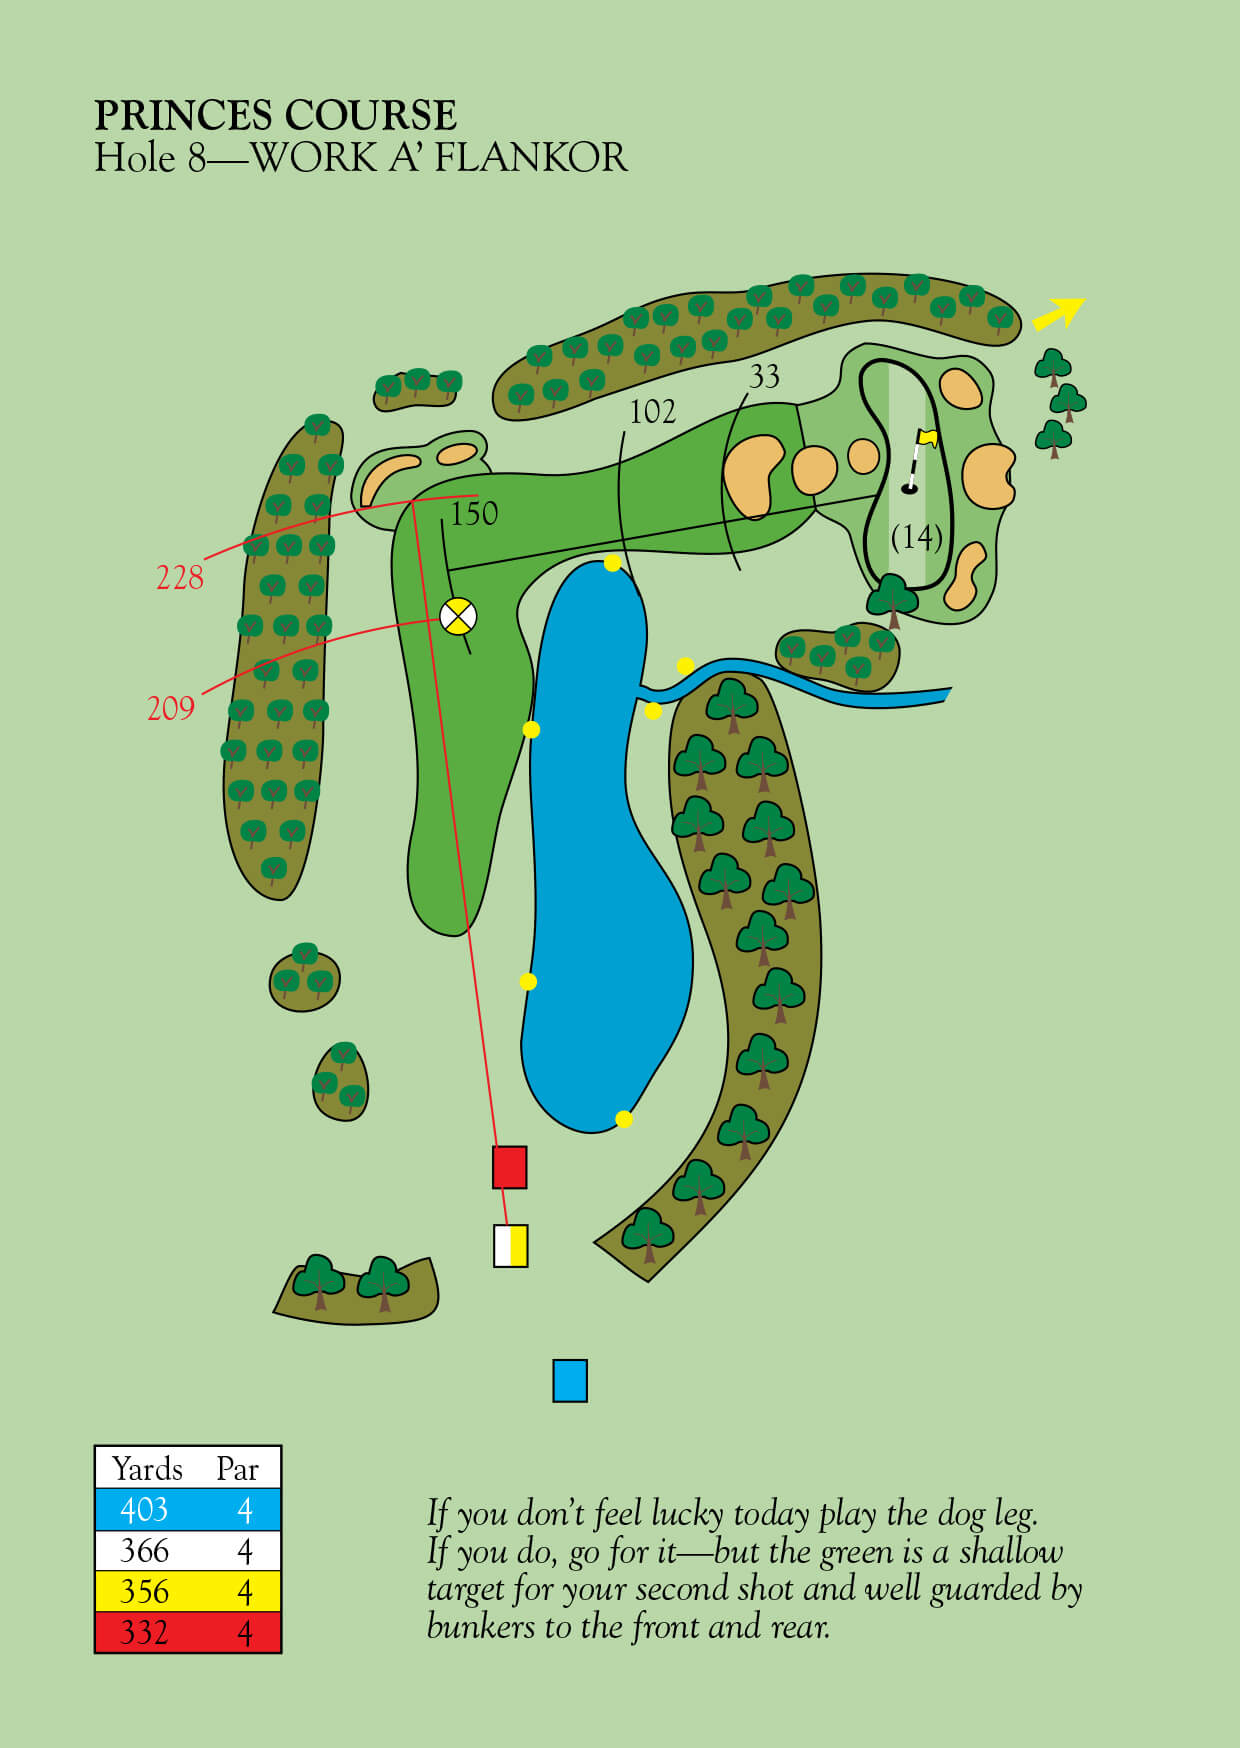 PRINCES COURSE
Hole 8—WORK A’ FLANKOR
33
102
150
228
(14)
209
Yards Par
403 4
366 4
356 4
332 4
If you don’t feel lucky today play the dog leg.
If you do, go for it—but the green is a shallow
target for your second shot and well guarded by
bunkers to the front and rear.